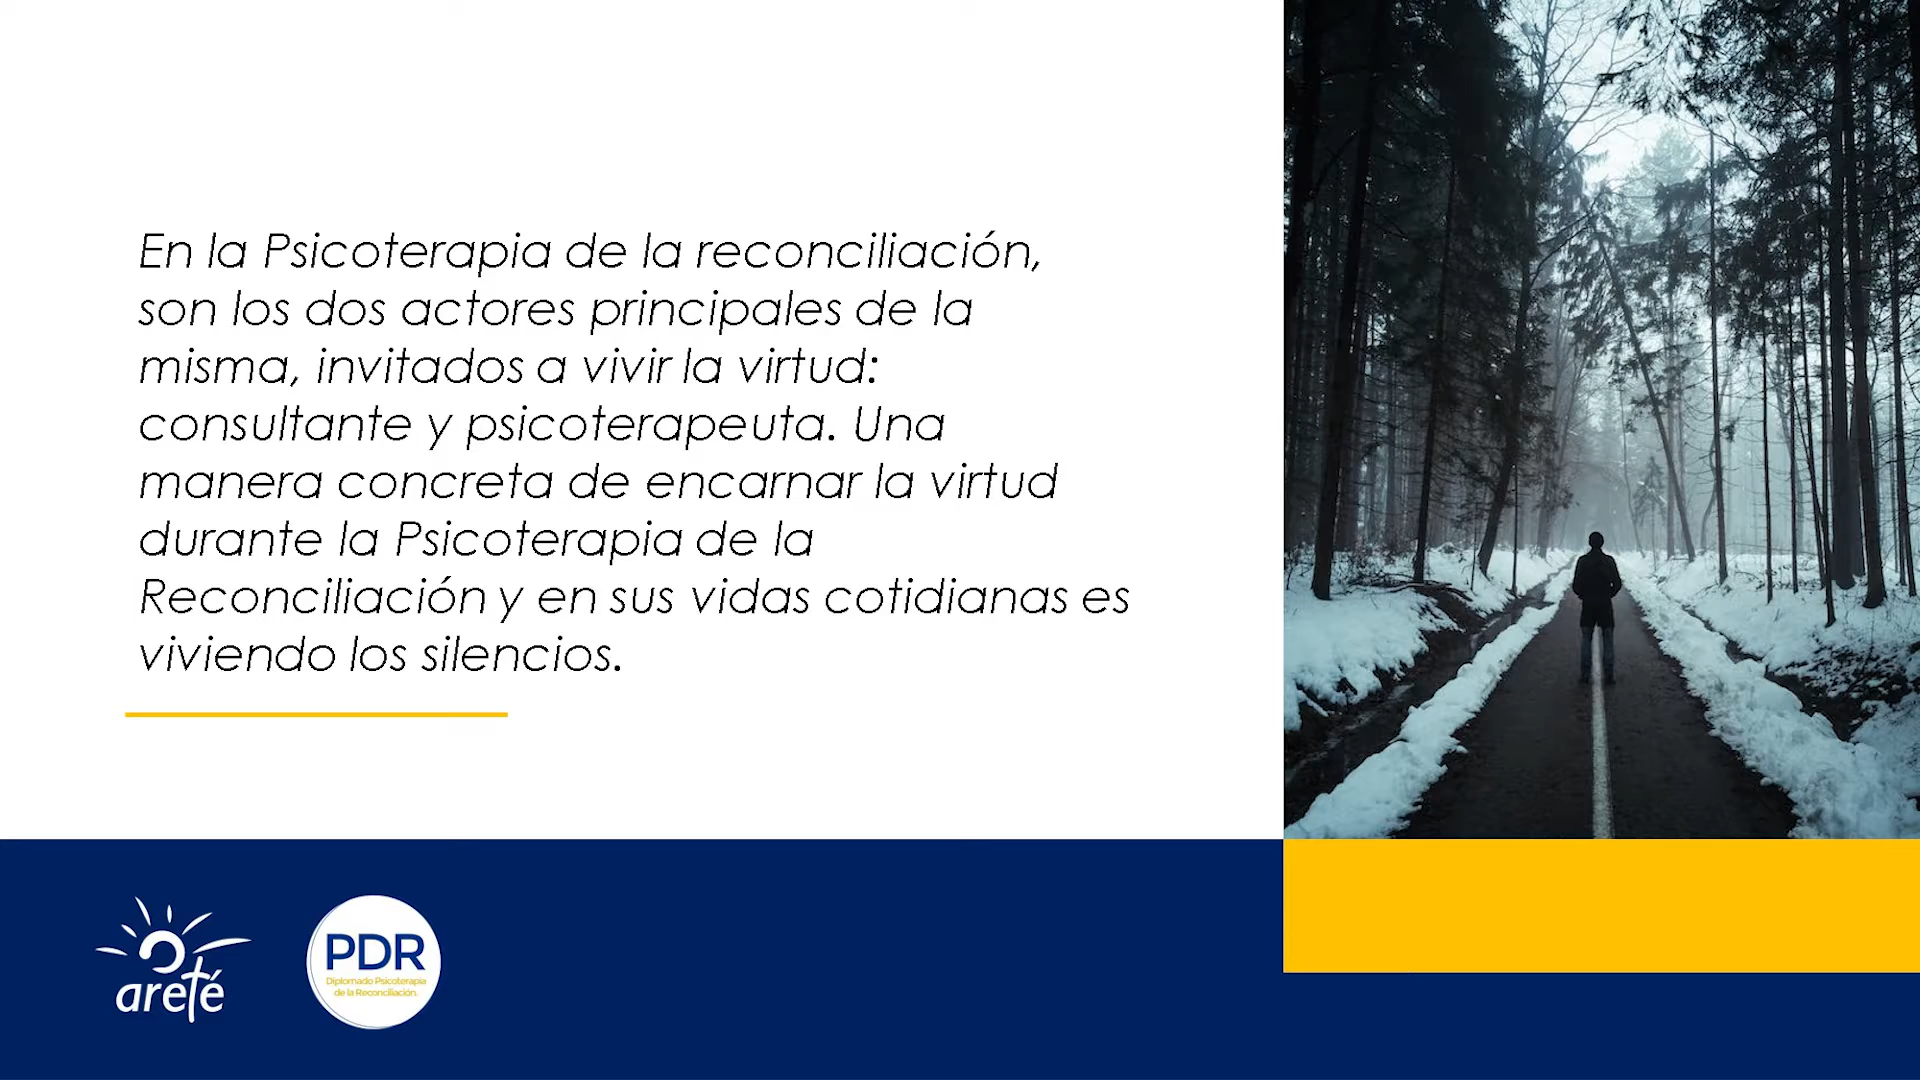 En la Psicoterapia de la reconciliación,
son los dos actores principales de la
misma, invitados a vivir la virtud:
consultante y psicoterapeuta. Una
manera concreta de encarnar la virtud
durante la Psicoterapia de la
Reconciliación y en sus vidas cotidianas es
viviendo los silencios.
areté
PDR
Diplomado Psicoterapia
de la Reconciliación.